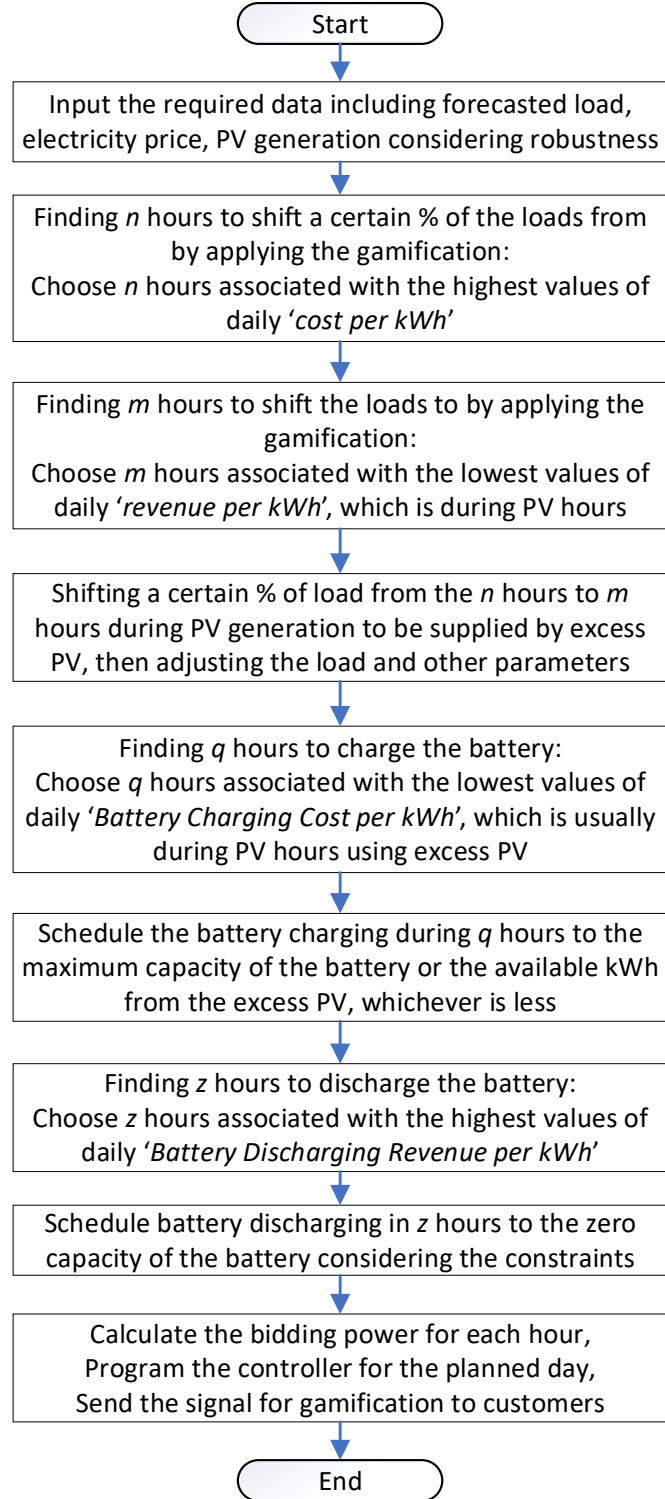 Start
Input the required data including forecasted load,
electricity price, PV generation considering robustness
Finding n hours to shift a certain % of the loads from
by applying the gamification:
Choose n hours associated with the highest values of
daily ‘cost per kWh’
Finding m hours to shift the loads to by applying the
gamification:
Choose m hours associated with the lowest values of
daily ‘revenue per kWh’, which is during PV hours
Shifting a certain % of load from the n hours to m
hours during PV generation to be supplied by excess
PV, then adjusting the load and other parameters
Finding q hours to charge the battery:
Choose q hours associated with the lowest values of
daily ‘Battery Charging Cost per kWh’, which is usually
during PV hours using excess PV
Schedule the battery charging during q hours to the
maximum capacity of the battery or the available kWh
from the excess PV, whichever is less
Finding z hours to discharge the battery:
Choose z hours associated with the highest values of
daily ‘Battery Discharging Revenue per kWh’
Schedule battery discharging in z hours to the zero
capacity of the battery considering the constraints
Calculate the bidding power for each hour,
Program the controller for the planned day,
Send the signal for gamification to customers
End